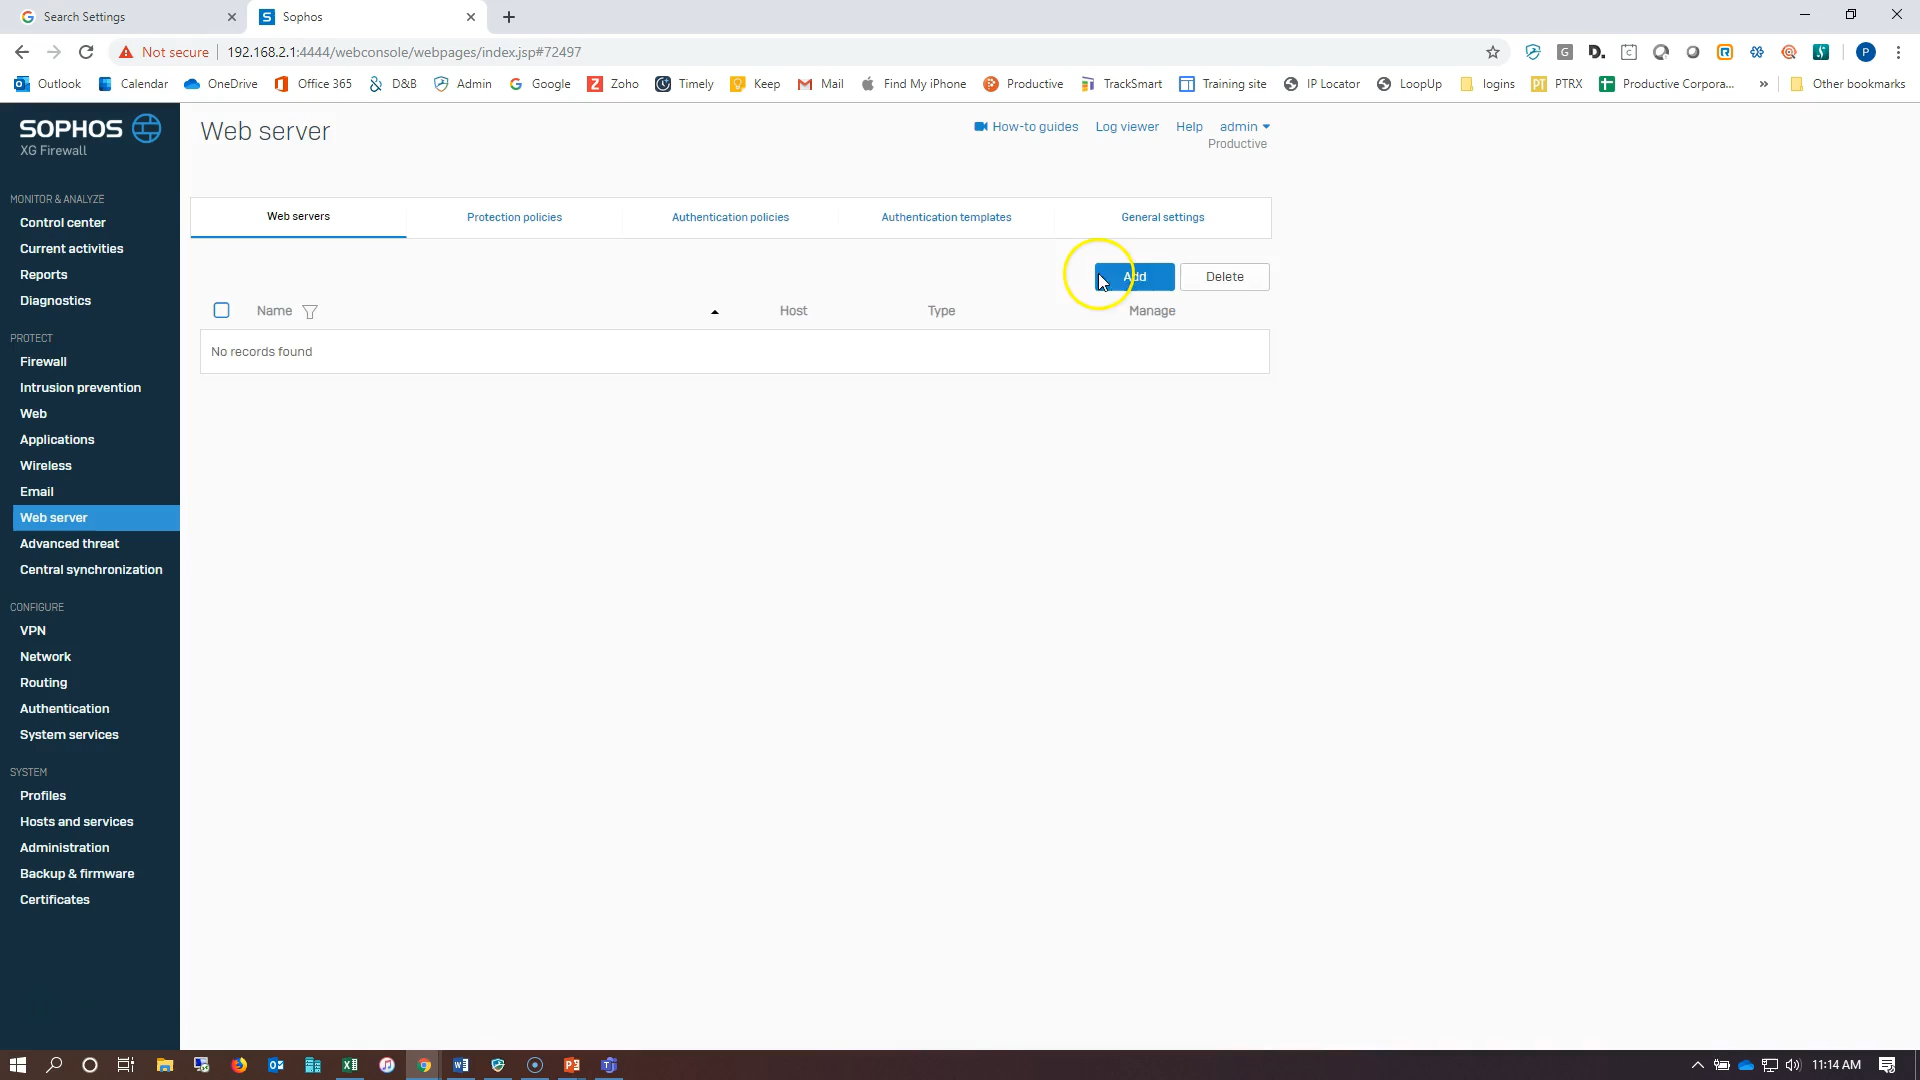 Search Settings
Sophos
Not secure
192.168.2.1:4444/webconsole/webpages/index.jsp#72497
Outlook Calendar OneDrive Office 365 D&B Admin Google Zoho Timely Keep Mail Find My iPhone Productive TrackSmart Training site IP Locator LoopUp logins PTRX Productive Corpora... » Other bookmarks
SOPHOS
XG Firewall
Web server
How-to guides Log viewer Help admin
Productive
MONITOR & ANALYZE
Control center
Current activities
Reports
Diagnostics
PROTECT
Firewall
Intrusion prevention
Web
Applications
Wireless
Email
Web server
Advanced threat
Central synchronization
CONFIGURE
VPN
Network
Routing
Authentication
System services
SYSTEM
Profiles
Hosts and services
Administration
Backup & firmware
Certificates
Web servers Protection policies Authentication policies Authentication templates General settings
Add Delete
Name Host Type Manage
No records found
11:14 AM